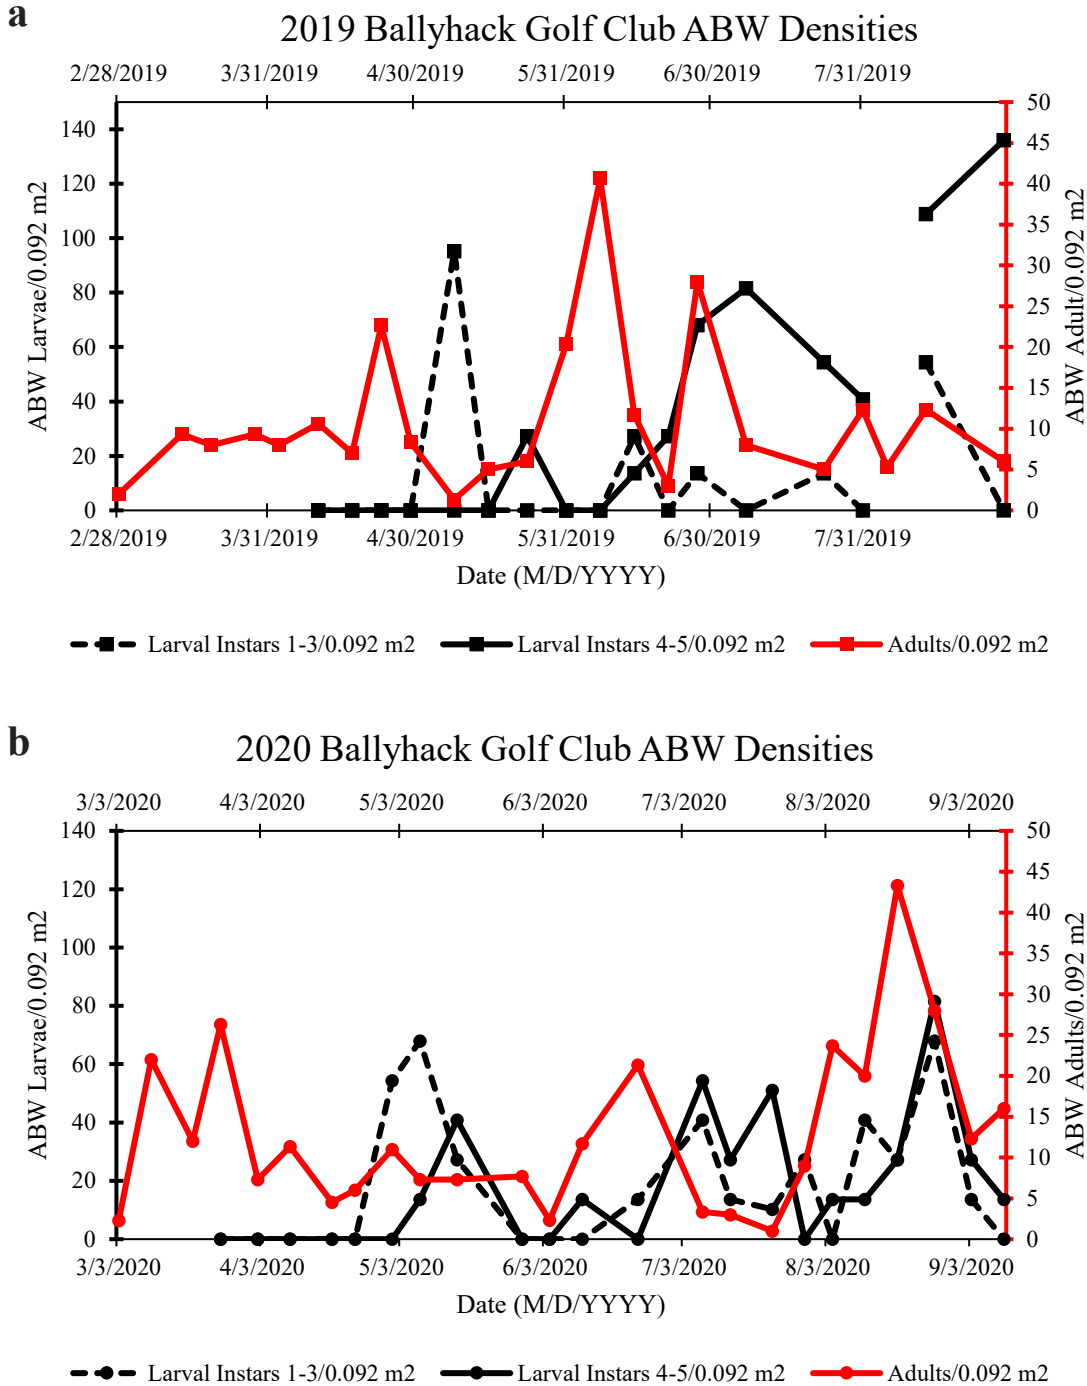 a
2019 Ballyhack Golf Club ABW Densities
2/28/2019 3/31/2019 4/30/2019 5/31/2019 6/30/2019 7/31/2019
ABW Larvae/0.092 m2
140
120
100
80
60
40
20
0
50
45
40
35
30
25
20
15
10
5
0
ABW Adult/0.092 m2
2/28/2019 3/31/2019 4/30/2019 5/31/2019 6/30/2019 7/31/2019
Date (M/D/YYYY)
Larval Instars 1-3/0.092 m2 Larval Instars 4-5/0.092 m2 Adults/0.092 m2
b
2020 Ballyhack Golf Club ABW Densities
3/3/2020 4/3/2020 5/3/2020 6/3/2020 7/3/2020 8/3/2020 9/3/2020
ABW Larvae/0.092 m2
140
120
100
80
60
40
20
0
50
45
40
35
30
25
20
15
10
5
0
ABW Adults/0.092 m2
3/3/2020 4/3/2020 5/3/2020 6/3/2020 7/3/2020 8/3/2020 9/3/2020
Date (M/D/YYYY)
Larval Instars 1-3/0.092 m2 Larval Instars 4-5/0.092 m2 Adults/0.092 m2